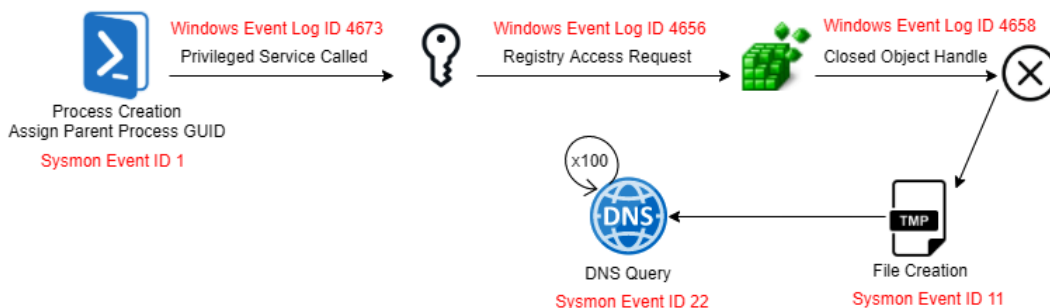 Windows Event Log ID 4673
Privileged Service Called
Windows Event Log ID 4656
Registry Access Request
Windows Event Log ID 4658
Closed Object Handle
Process Creation
Assign Parent Process GUID
Sysmon Event ID 1
x100
DNS
DNS Query
Sysmon Event ID 22
TMP
File Creation
Sysmon Event ID 11